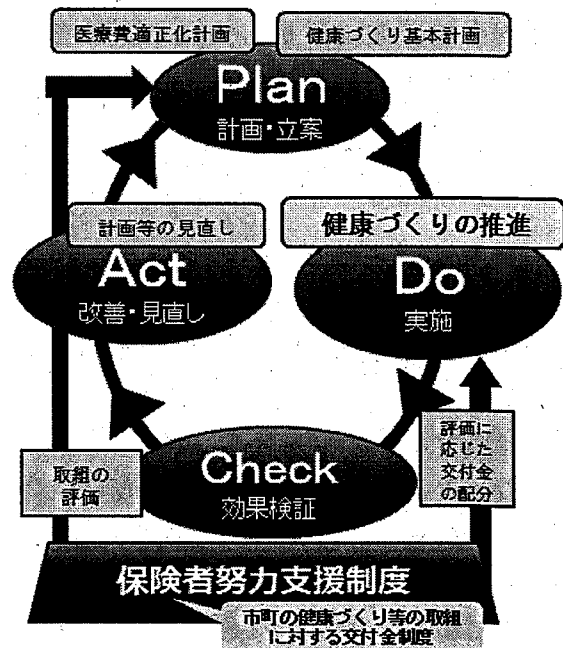 医療費適正化計画
健康づくり基本計画
Plan
計画・立案
計画等の見直し
Act
改善・見直し
健康づくりの推進
Do
実施
Check
効果検証
取組の
評価
評価に
応じた
交付金
の配分
保険者努力支援制度
市町の健康づくり等の取組
に対する交付金制度